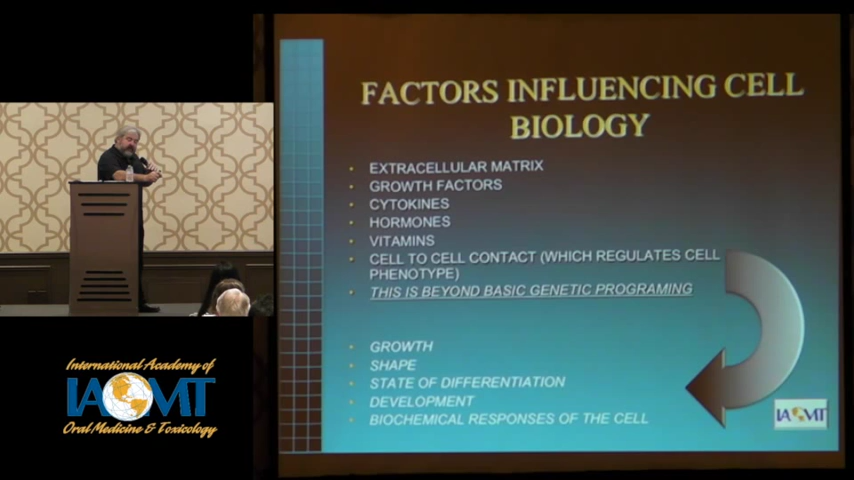 FACTORS INFLUENCING CELL
BIOLOGY
• EXTRACELLULAR MATRIX
• GROWTH FACTORS
• CYTOKINES
• HORMONES
• VITAMINS
• CELL TO CELL CONTACT (WHICH REGULATES CELL
PHENOTYPE)
• THIS IS BEYOND BASIC GENETIC PROGRAMING
• GROWTH
• SHAPE
• STATE OF DIFFERENTIATION
• DEVELOPMENT
• BIOCHEMICAL RESPONSES OF THE CELL
IAOMT
International Academy of
IAOMT
Oral Medicine & Toxicology